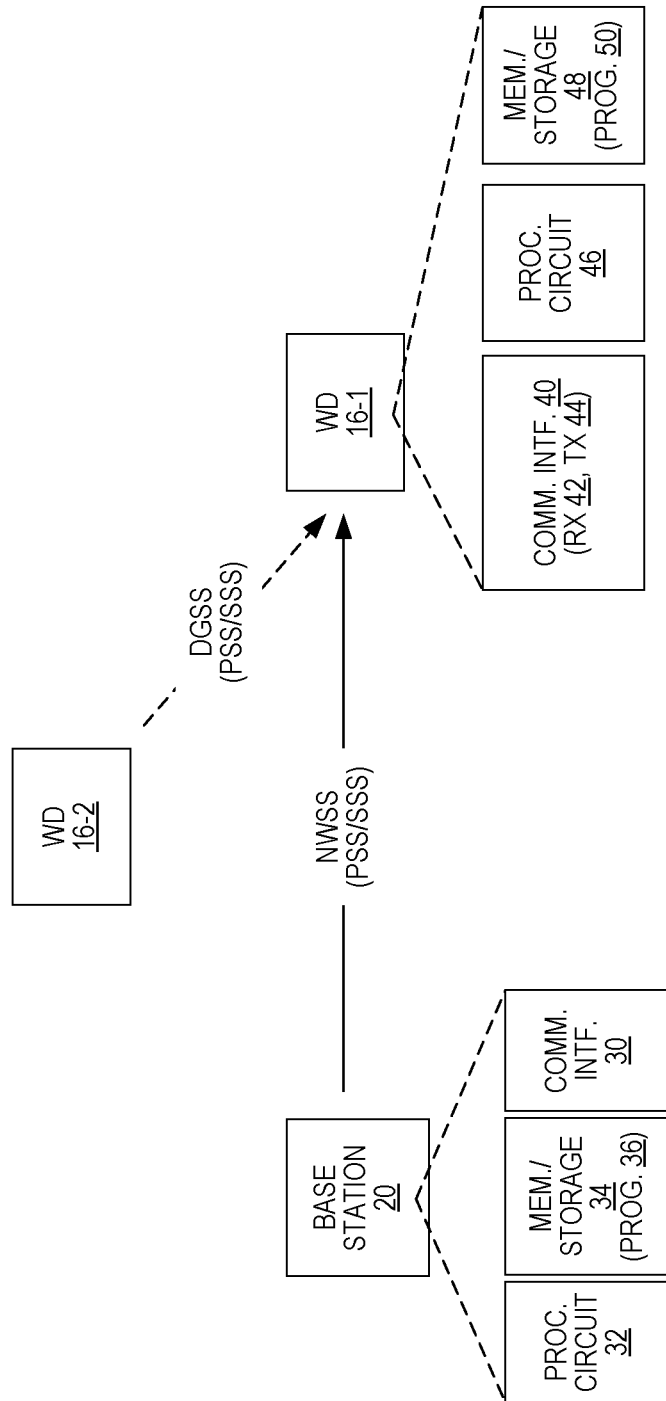 WD
16-2
DGSS
(PSS/SSS)
NWSS
(PSS/SSS)
BASE
STATION
20
WD
16-1
PROC.
CIRCUIT
32
MEM./
STORAGE
34
(PROG. 36)
COMM.
INTF.
30
COMM. INTF. 40
(RX 42, TX 44)
PROC.
CIRCUIT
46
MEM./
STORAGE
48
(PROG. 50)